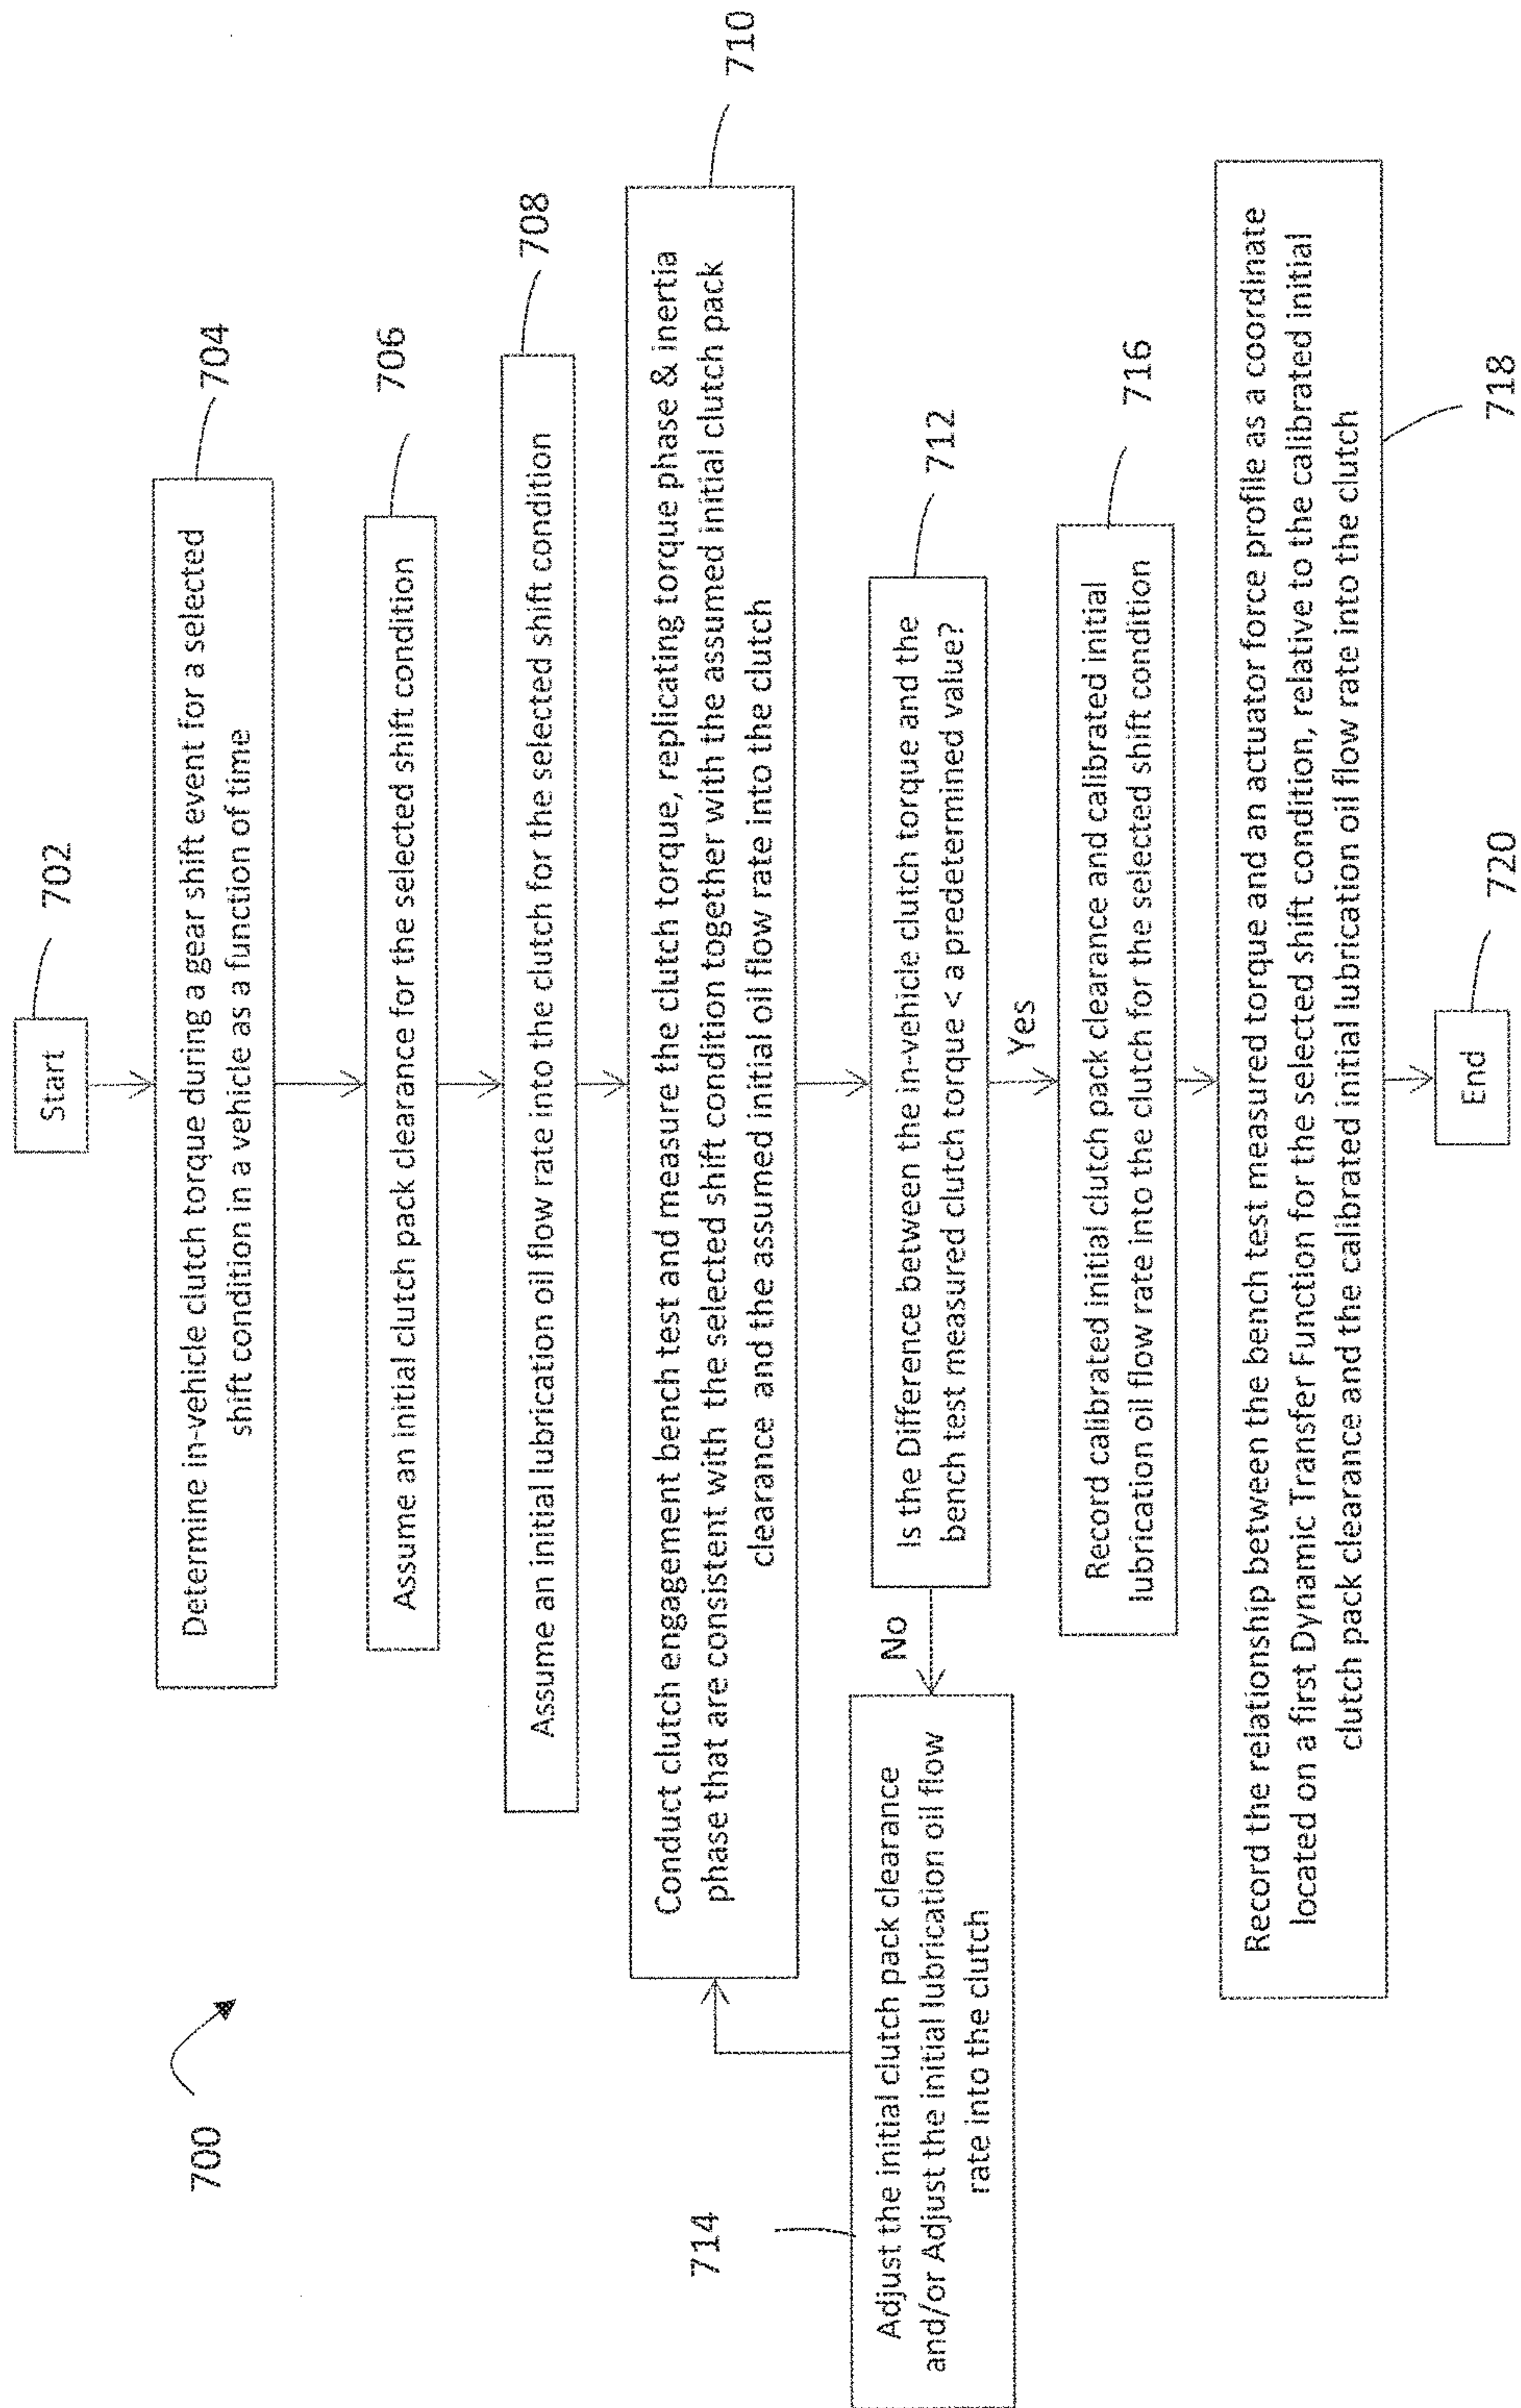 700
Start
702
Determine in-vehicle clutch torque during a gear shift event for a selected
shift condition in a vehicle as a function of time
704
Assume an initial clutch pack clearance for the selected shift condition
706
Assume an initial lubrication oil flow rate into the clutch for the selected shift condition
708
Conduct clutch engagement bench test and measure the clutch torque, replicating torque phase & inertia
phase that are consistent with the selected shift condition together with the assumed initial clutch pack
clearance and the assumed initial oil flow rate into the clutch
710
Is the Difference between the in-vehicle clutch torque and the
bench test measured clutch torque < a predetermined value?
712
No
Yes
714
Adjust the initial clutch pack clearance
and/or Adjust the initial lubrication oil flow
rate into the clutch
Record calibrated initial clutch pack clearance and calibrated initial
lubrication oil flow rate into the clutch for the selected shift condition
716
Record the relationship between the bench test measured torque and an actuator force profile as a coordinate
located on a first Dynamic Transfer Function for the selected shift condition, relative to the calibrated initial
clutch pack clearance and the calibrated initial lubrication oil flow rate into the clutch
718
End
720